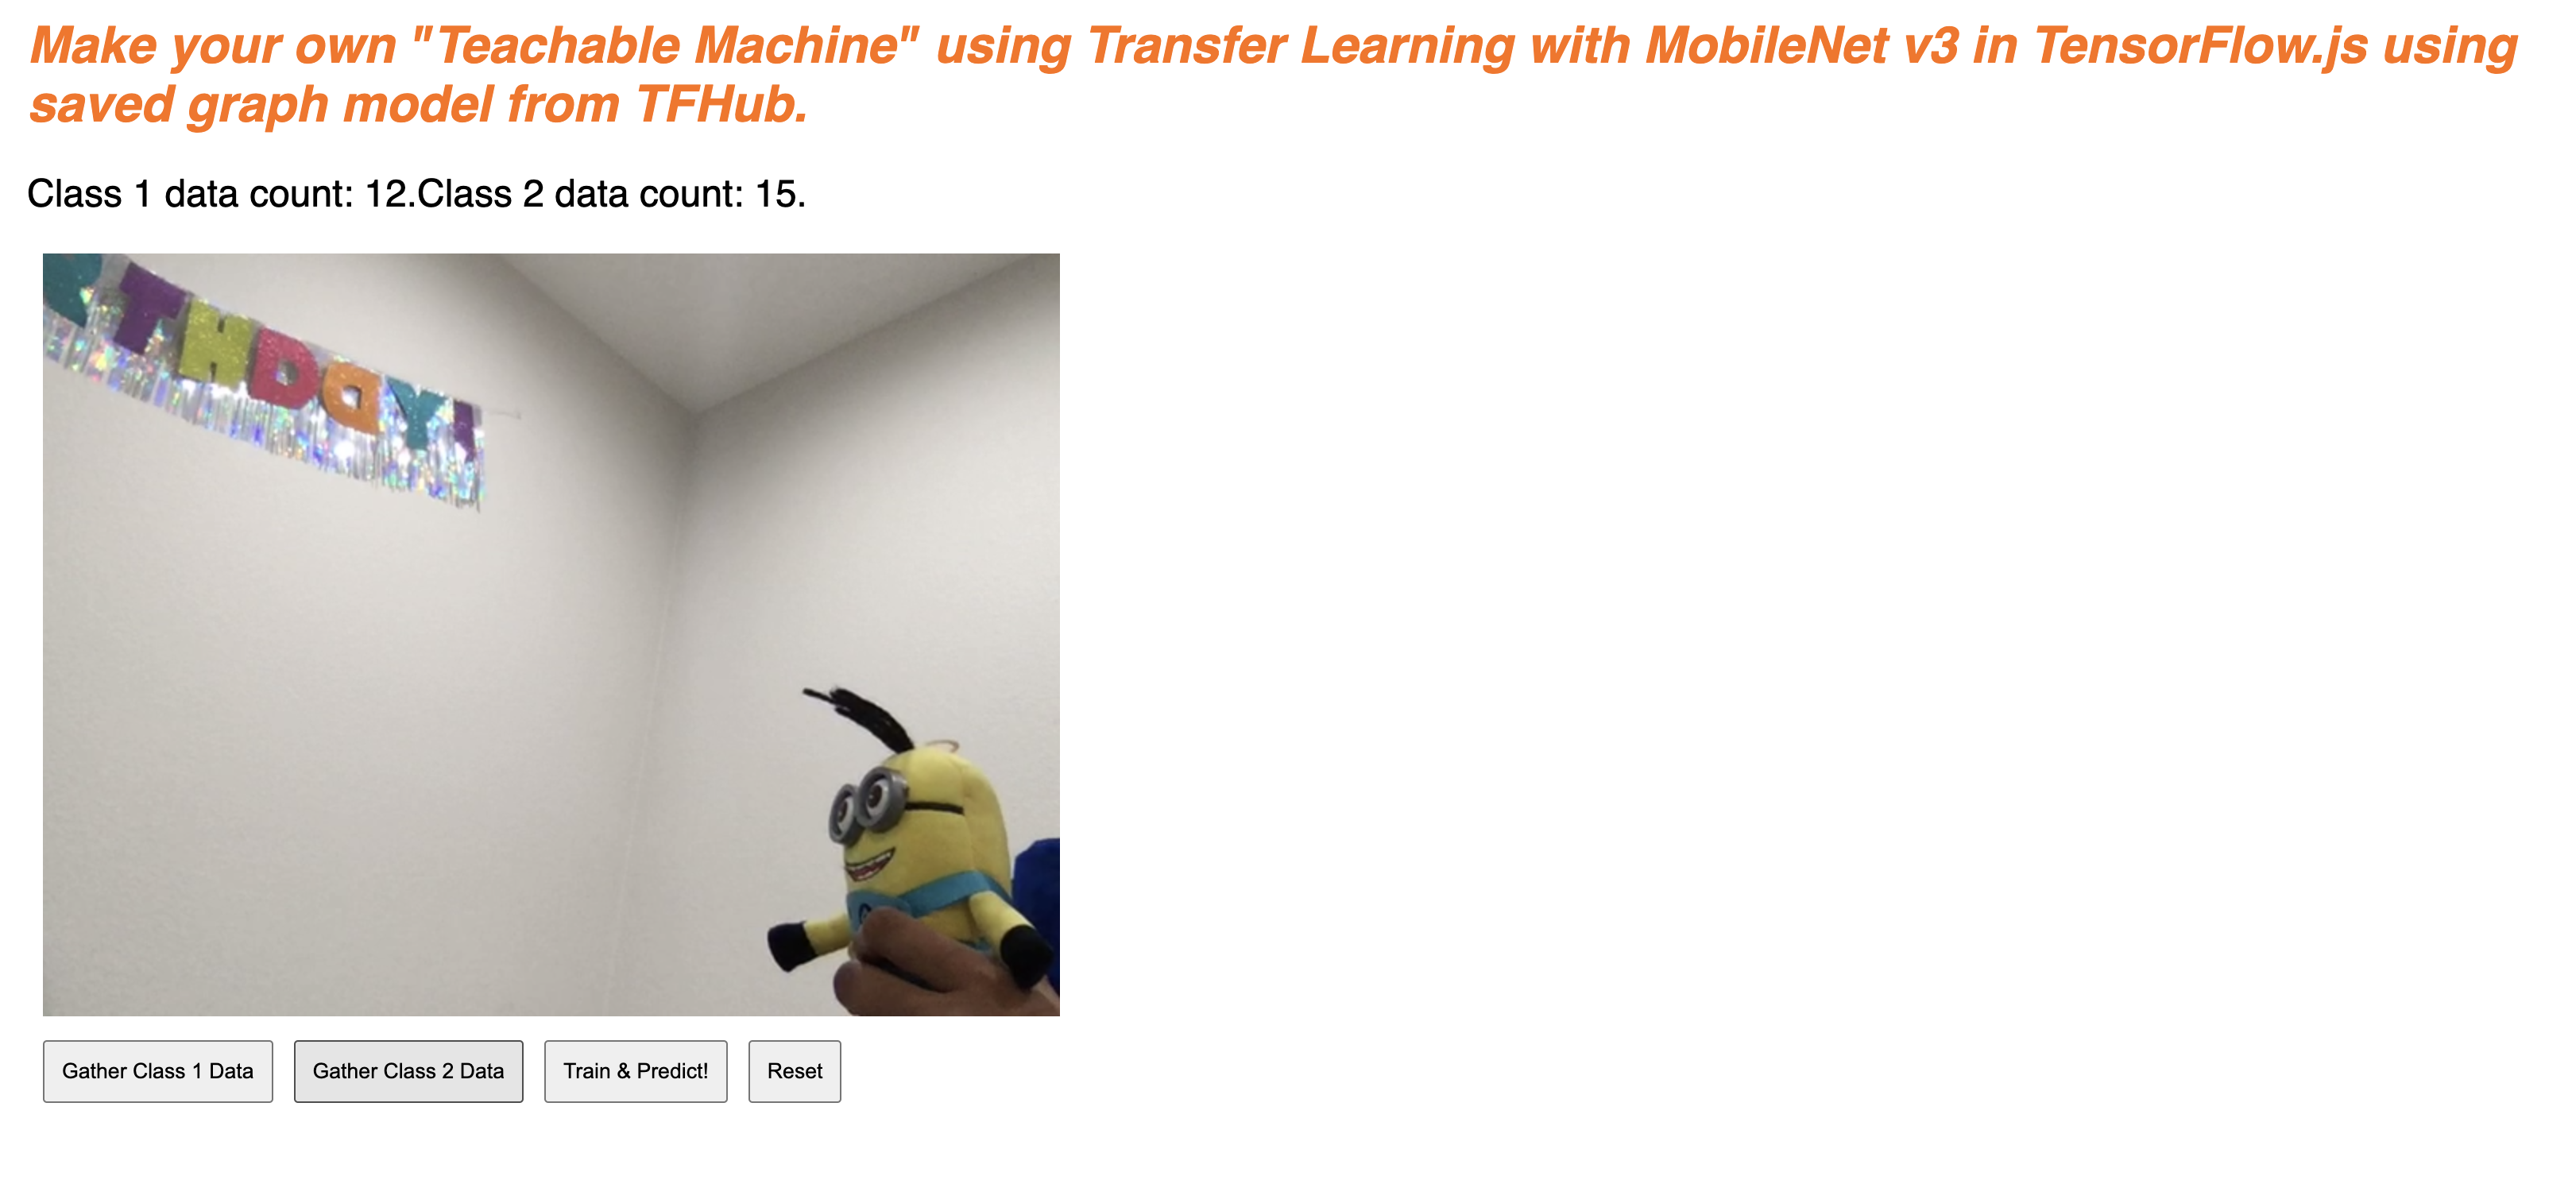 Make your own "Teachable Machine" using Transfer Learning with MobileNet v3 in TensorFlow.js using
saved graph model from TFHub.
Class 1 data count: 12.Class 2 data count: 15.
THDAY!
Gather Class 1 Data
Gather Class 2 Data
Train & Predict!
Reset